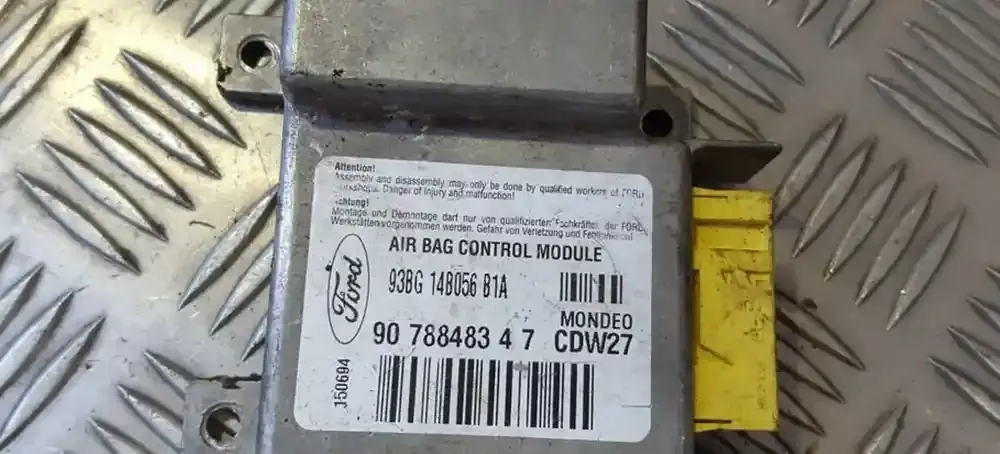 Attention!
Assembly and disassembly may only be done by qualified workers of FORD
workshops. Danger of injury and malfunction!
Achtung!
Montage und Demontage darf nur von qualifizierten Fachkräften der FORD
Werkstätten vorgenommen werden. Gefahr von Verletzung und
AIR BAG CONTROL MODULE
Ford
93BG 14B056 B1A
MONDEO
90 788483 4 7 CDW27
J50694